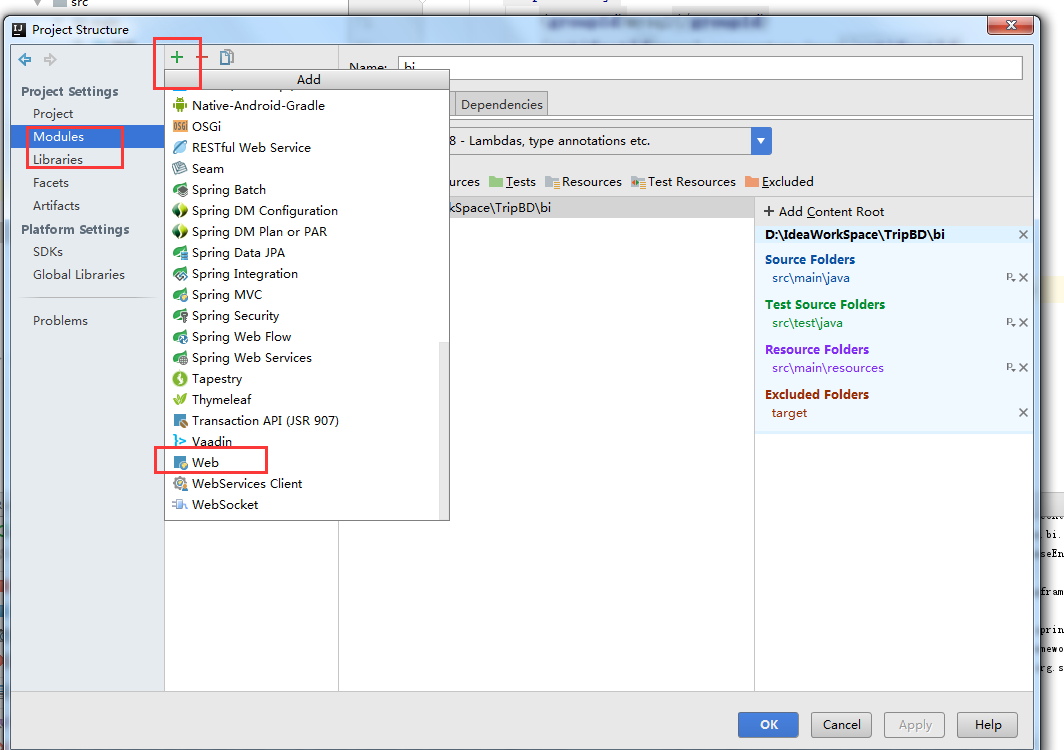 src
Project Structure
Project Settings
Project
Modules
Libraries
Facets
Artifacts
Platform Settings
SDKs
Global Libraries
Problems
Add
Native-Android-Gradle
OSGi
RESTful Web Service
Seam
Spring Batch
Spring DM Configuration
Spring DM Plan or PAR
Spring Data JPA
Spring Integration
Spring MVC
Spring Security
Spring Web Flow
Spring Web Services
Tapestry
Thymeleaf
Transaction API (JSR 907)
Vaadin
Web
WebServices Client
WebSocket
Name: bi
Dependencies
8 - Lambdas, type annotations etc.
urces Tests Resources Test Resources Excluded
kSpace\TripBD\bi
+ Add Content Root
D:\IdeaWorkSpace\TripBD\bi
Source Folders
src\main\java
Test Source Folders
src\test\java
Resource Folders
src\main\resources
Excluded Folders
target
OK Cancel Apply Help